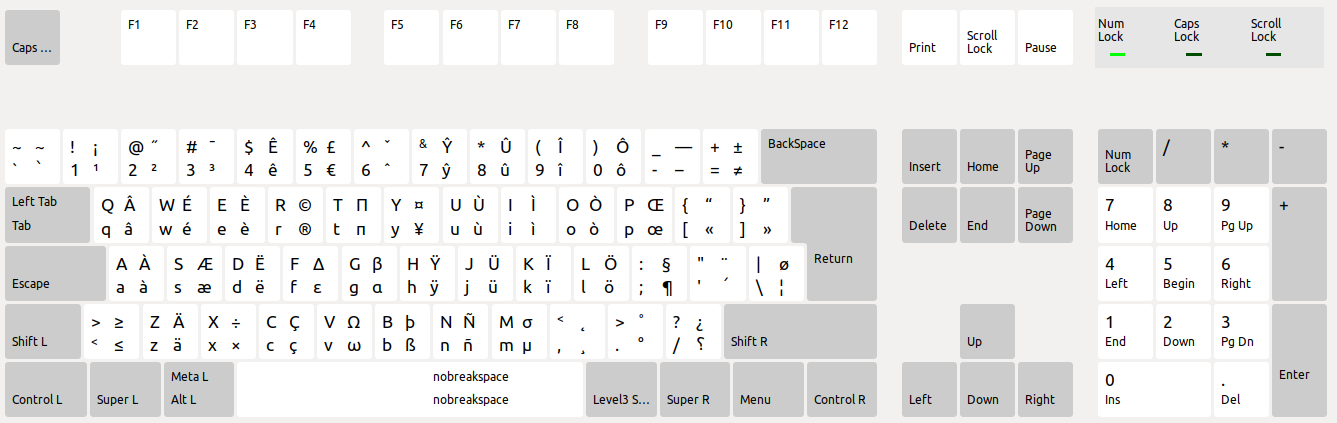 Caps ...
F1 F2 F3 F4 F5 F6 F7 F8 F9 F10 F11 F12
Print
Scroll
Lock
Pause
Num
Lock
Caps
Lock
Scroll
Lock
~ ~ ! ¡ @ ˝ # ¯ $ Ê % £ ^ ˇ & Ŷ * Û ( Î ) Ô _ — + ±
` ` 1 ¹ 2 ² 3 ³ 4 ê 5 € 6 ˆ 7 ŷ 8 û 9 î 0 ô - – = ≠
BackSpace
Insert
Home
Page
Up
Num
Lock
/ * -
Left Tab
Tab
Q Â W É E È R © T Π Y ¤ U Ù I Ì O Ò P Œ { “ } ”
q â w é e è r ® t π y ¥ u ù i ì o ò p œ [ « ] »
Delete
End
Page
Down
7 8 9 +
Home Up Pg Up
Escape
A À S Æ D Ë F Δ G β H Ÿ J Ü K Ï L Ö : § " ¨ | ø
a à s æ d ë f ε g α h ÿ j ü k ï l ö ; ¶ ' ´ \ ¦
Return
4 5 6
Left Begin Right
Shift L
> ≥ Z Ä X ÷ C Ç V Ω B þ N Ñ M σ < ˛ > ˚ ? ¿
< ≤ z ä x × c ç v ω b ß n ñ m μ , ¸ . ° / ⸮
Shift R
Up
1 2 3
End Down Pg Dn
Control L
Super L
Meta L
Alt L
nobreakspace
nobreakspace
Level3 S...
Super R
Menu
Control R
Left
Down
Right
0 .
Ins Del
Enter